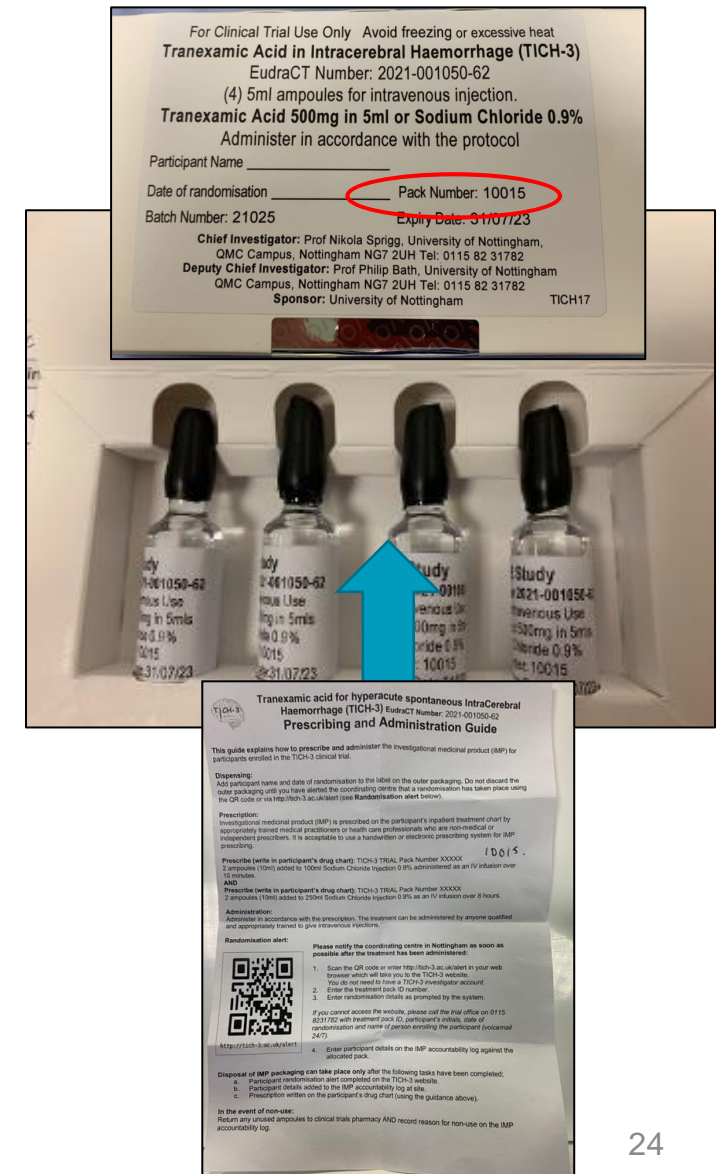 For Clinical Trial Use Only Avoid freezing or excessive heat
Tranexamic Acid in Intracerebral Haemorrhage (TICH-3)
EudraCT Number: 2021-001050-62
(4) 5ml ampoules for intravenous injection.
Tranexamic Acid 500mg in 5ml or Sodium Chloride 0.9%
Administer in accordance with the protocol
Participant Name
Date of randomisation Pack Number: 10015
Batch Number: 21025 Expiry Date: 31/07/23
Chief Investigator: Prof Nikola Sprigg, University of Nottingham,
QMC Campus, Nottingham NG7 2UH Tel: 0115 82 31782
Deputy Chief Investigator: Prof Philip Bath, University of Nottingham
QMC Campus, Nottingham NG7 2UH Tel: 0115 82 31782
Sponsor: University of Nottingham TICH17
Study
2021-001050-6
500mg in 5mls
10015
31/07/23
TICH-3
Tranexamic acid for hyperacute spontaneous IntraCerebral
Haemorrhage (TICH-3) EudraCT Number: 2021-001050-62
Prescribing and Administration Guide
This guide explains how to prescribe and administer the investigational medicinal product (IMP) for
participants enrolled in the TICH-3 clinical trial.
Dispensing:
Add participant name and date of randomisation to the label on the outer packaging. Do not discard the
outer packaging until you have alerted the coordinating centre that a randomisation has taken place using
the QR code or via http://tich-3.ac.uk/alert (see Randomisation alert below).
Prescription:
Investigational medicinal product (IMP) is prescribed on the participant's inpatient treatment chart by
appropriately trained medical practitioners or health care professionals who are non-medical or
independent prescribers. It is acceptable to use a handwritten or electronic prescribing system for IMP
prescribing.
10015.
Prescribe (write in participant's drug chart): TICH-3 TRIAL Pack Number XXXXX
2 ampoules (10ml) added to 100ml Sodium Chloride Injection 0.9% administered as an IV infusion over
10 minutes.
AND
Prescribe (write in participant's drug chart): TICH-3 TRIAL Pack Number XXXXX
2 ampoules (10ml) added to 250ml Sodium Chloride Injection 0.9% as an IV infusion over 8 hours.
Administration:
Administer in accordance with the prescription. The treatment can be administered by anyone qualified
and appropriately trained to give intravenous injections.
Randomisation alert:
Please notify the coordinating centre in Nottingham as soon as
possible after the treatment has been administered:
1. Scan the QR code or enter http://tich-3.ac.uk/alert in your web
browser which will take you to the TICH-3 website.
You do not need to have a TICH-3 investigator account.
2. Enter the treatment pack ID number.
3. Enter randomisation details as prompted by the system.
If you cannot access the website, please call the trial office on 0115
8231782 with treatment pack ID, participant's initials, date of
randomisation and name of person enrolling the participant (voicemail
24/7).
http://tich-3.ac.uk/alert
4. Enter participant details on the IMP accountability log against the
allocated pack.
Disposal of IMP packaging can take place only after the following tasks have been completed;
a. Participant randomisation alert completed on the TICH-3 website.
b. Participant details added to the IMP accountability log at site.
c. Prescription written on the participant's drug chart (using the guidance above).
In the event of non-use:
Return any unused ampoules to clinical trials pharmacy AND record reason for non-use on the IMP
accountability log.
24